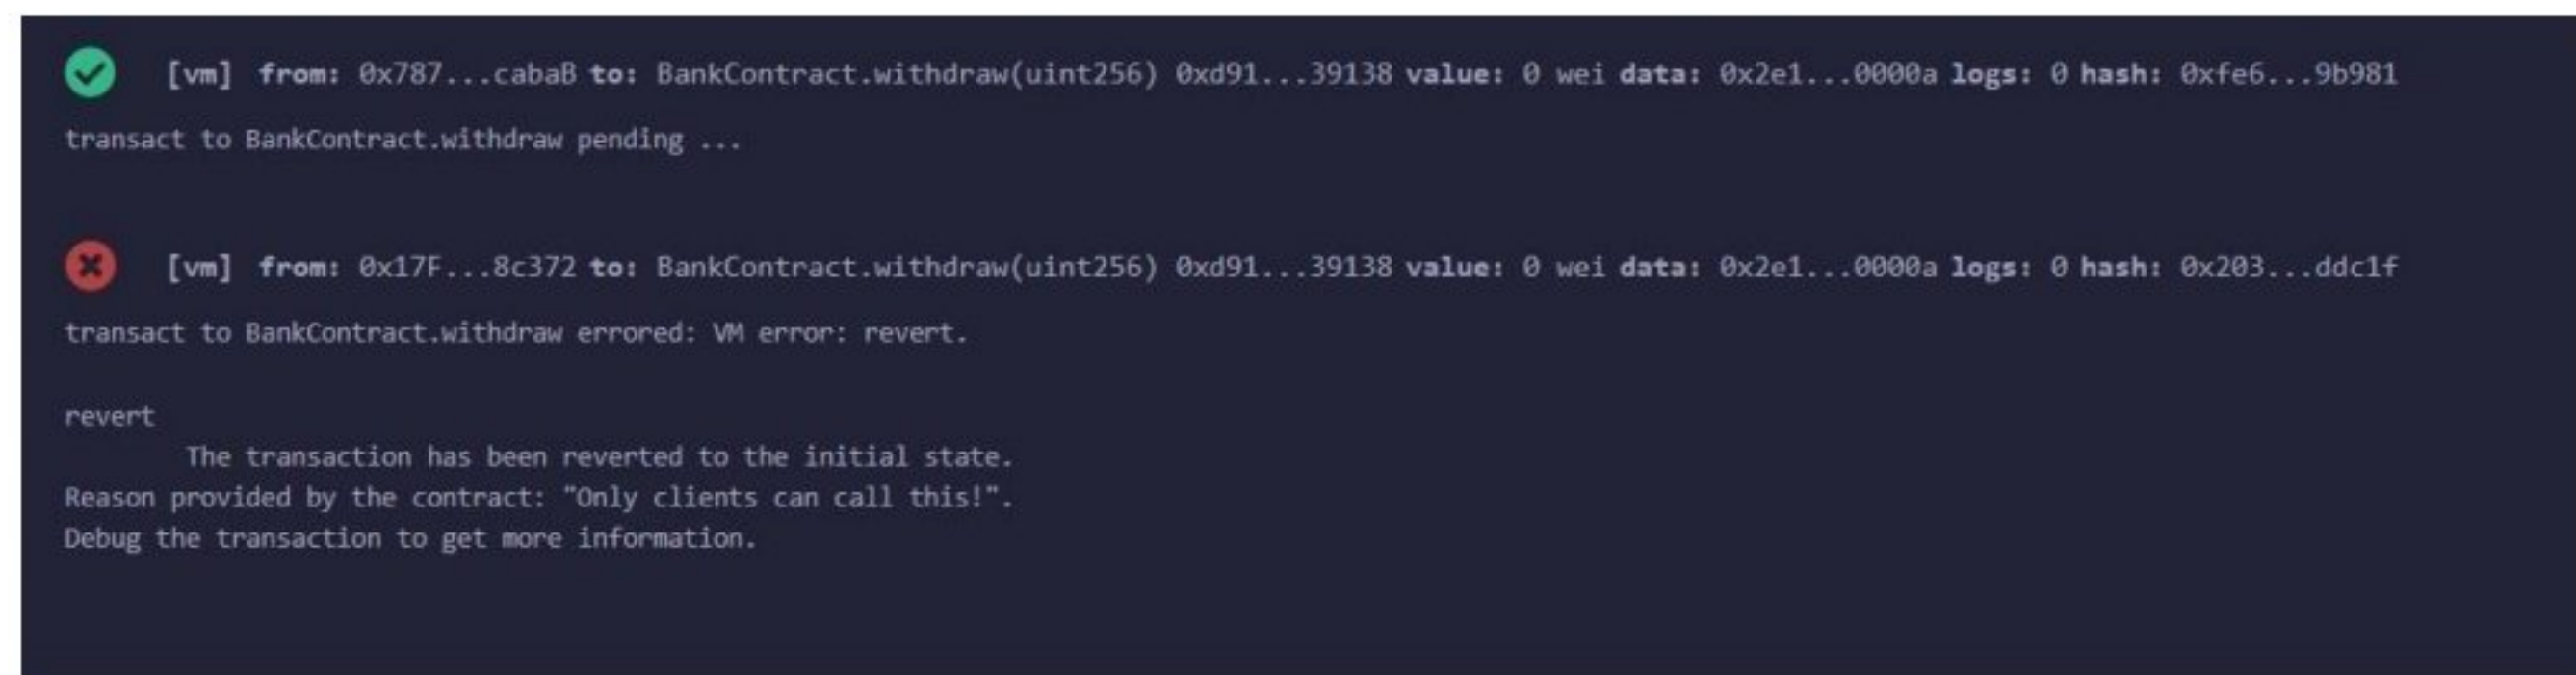 [vm] from: 0x787...cabaB to: BankContract.withdraw(uint256) 0xd91...39138 value: 0 wei data: 0x2e1...0000a logs: 0 hash: 0xfe6...9b981
transact to BankContract.withdraw pending ...
[vm] from: 0x17F...8c372 to: BankContract.withdraw(uint256) 0xd91...39138 value: 0 wei data: 0x2e1...0000a logs: 0 hash: 0x203...ddc1f
transact to BankContract.withdraw errored: VM error: revert.
revert
The transaction has been reverted to the initial state.
Reason provided by the contract: "Only clients can call this!".
Debug the transaction to get more information.